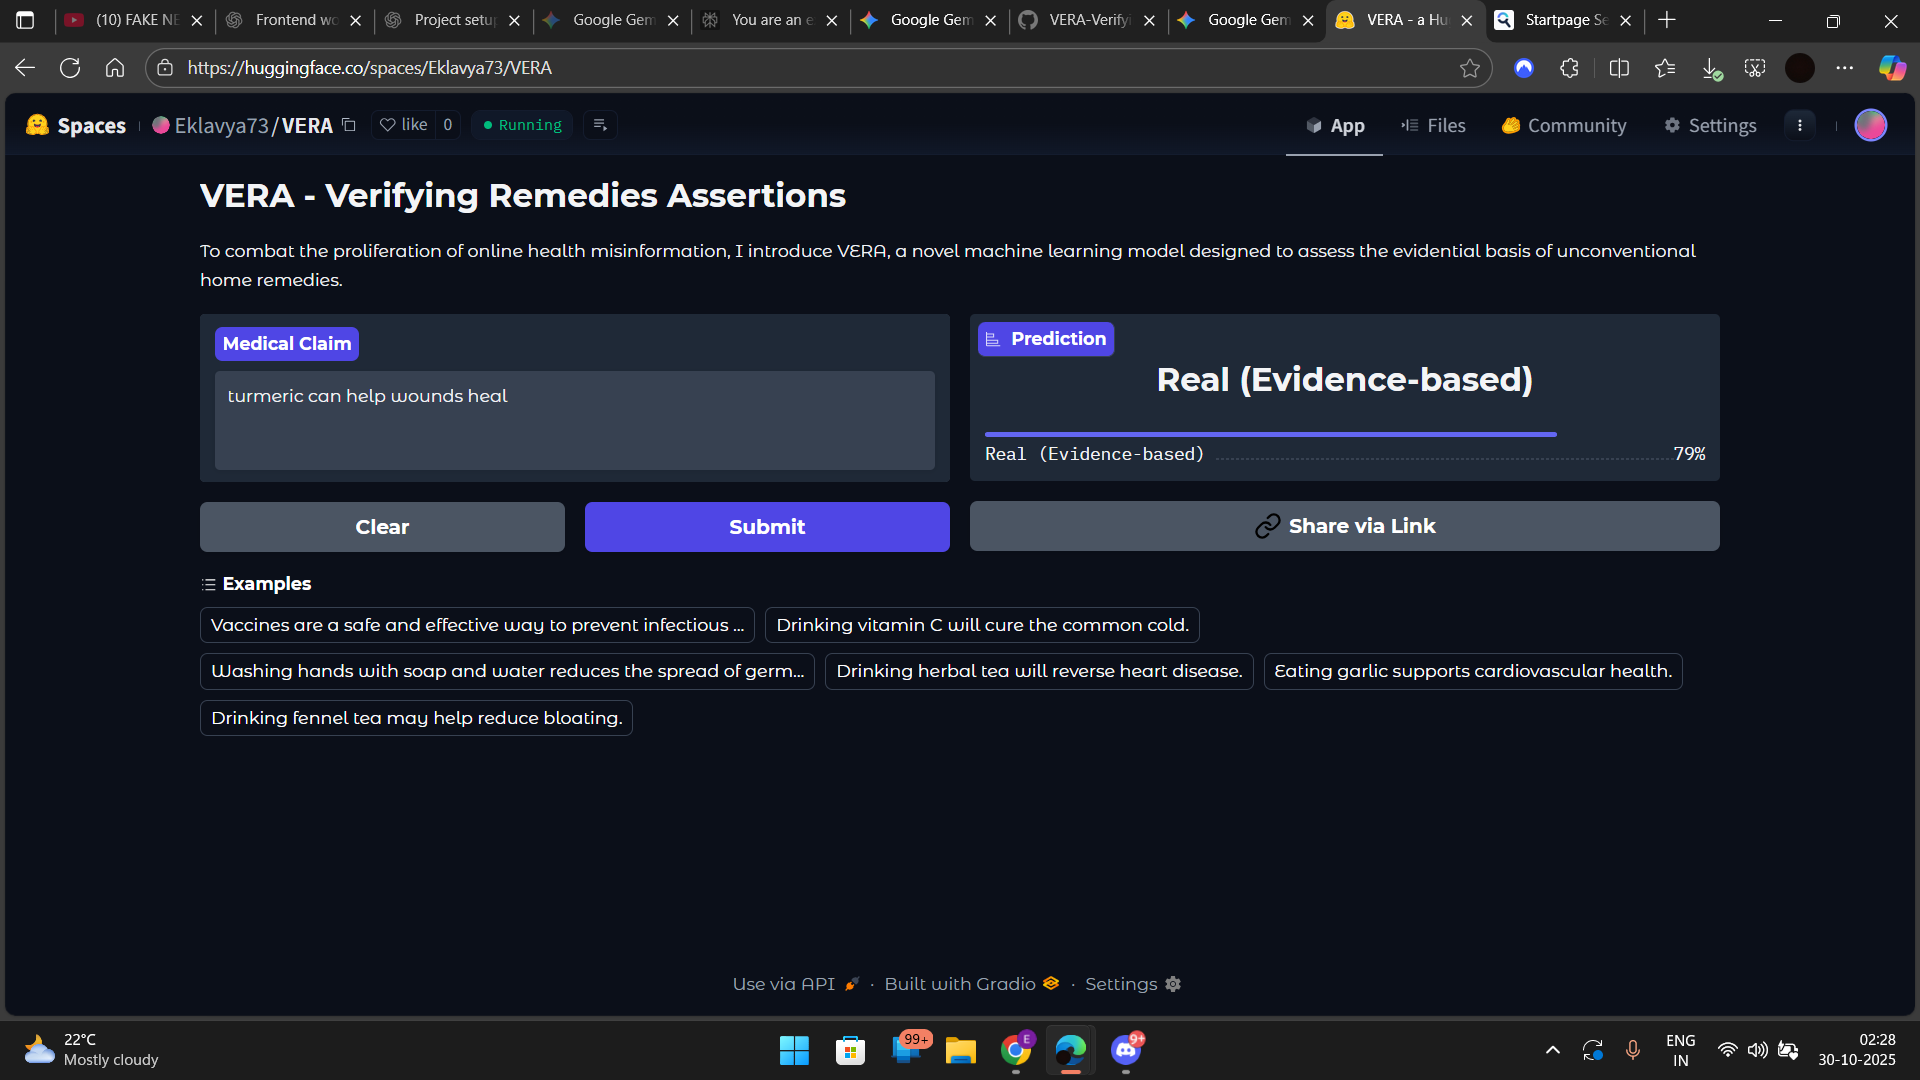 (10) FAKE NE
Frontend wo
Project setup
Google Gem
You are an e
Google Gem
VERA-Verifyi
Google Gem
VERA - a Hu
Startpage Se
https://huggingface.co/spaces/Eklavya73/VERA
Spaces
Eklavya73/VERA
like 0
Running
App
Files
Community
Settings
VERA - Verifying Remedies Assertions
To combat the proliferation of online health misinformation, I introduce VERA, a novel machine learning model designed to assess the evidential basis of unconventional
home remedies.
Medical Claim
turmeric can help wounds heal
Prediction
Real (Evidence-based)
Real (Evidence-based) 79%
Clear
Submit
Share via Link
Examples
Vaccines are a safe and effective way to prevent infectious ...
Drinking vitamin C will cure the common cold.
Washing hands with soap and water reduces the spread of germ...
Drinking herbal tea will reverse heart disease.
Eating garlic supports cardiovascular health.
Drinking fennel tea may help reduce bloating.
Use via API · Built with Gradio · Settings
22°C
Mostly cloudy
99+
E
9+
ENG
IN
02:28
30-10-2025